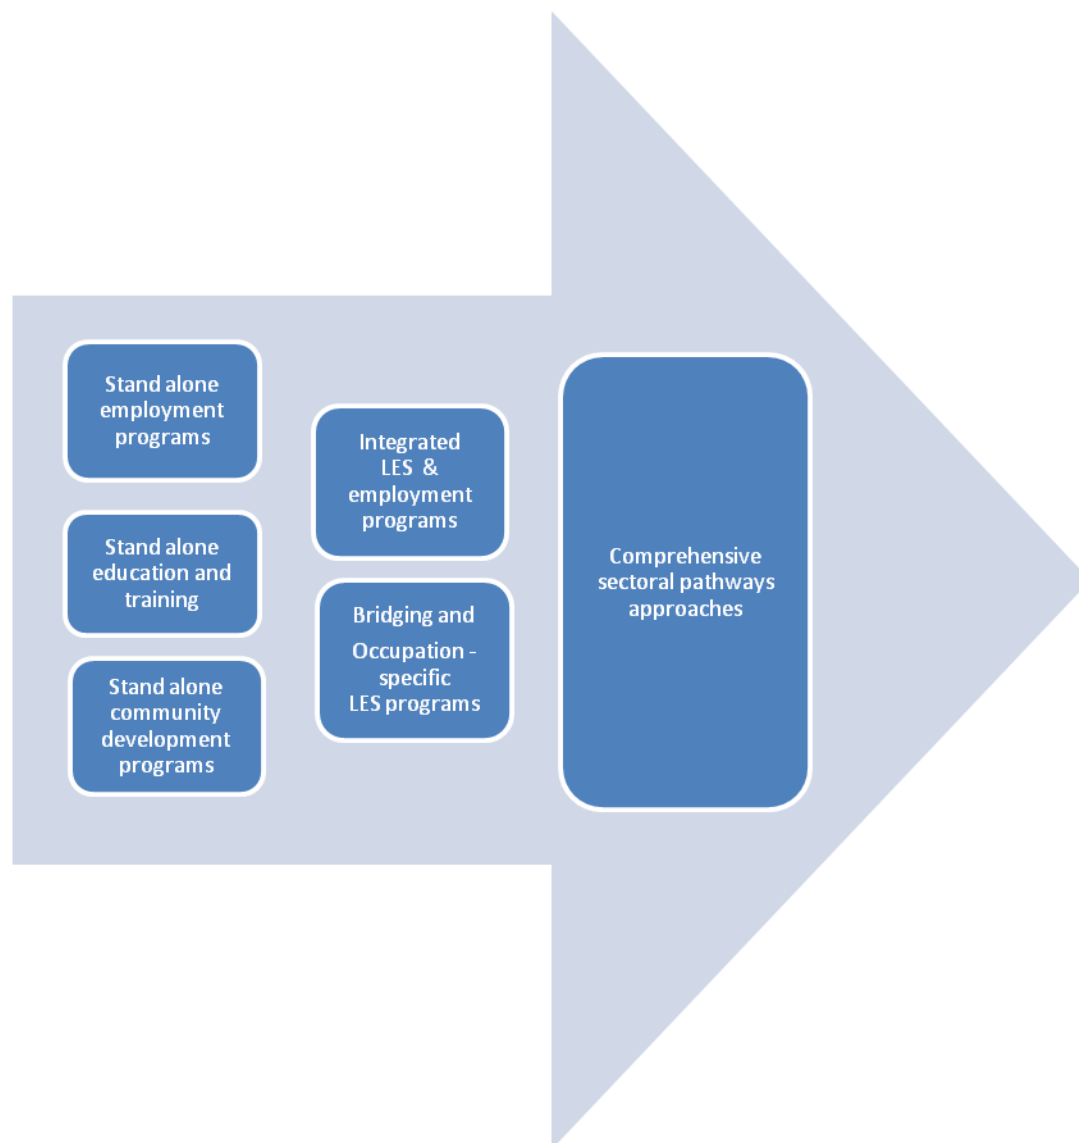 Stand alone
employment
programs
Stand alone
education and
training
Stand alone
community
development
programs
Integrated
LES &
employment
programs
Bridging and
Occupation -
specific
LES programs
Comprehensive
sectoral pathways
approaches